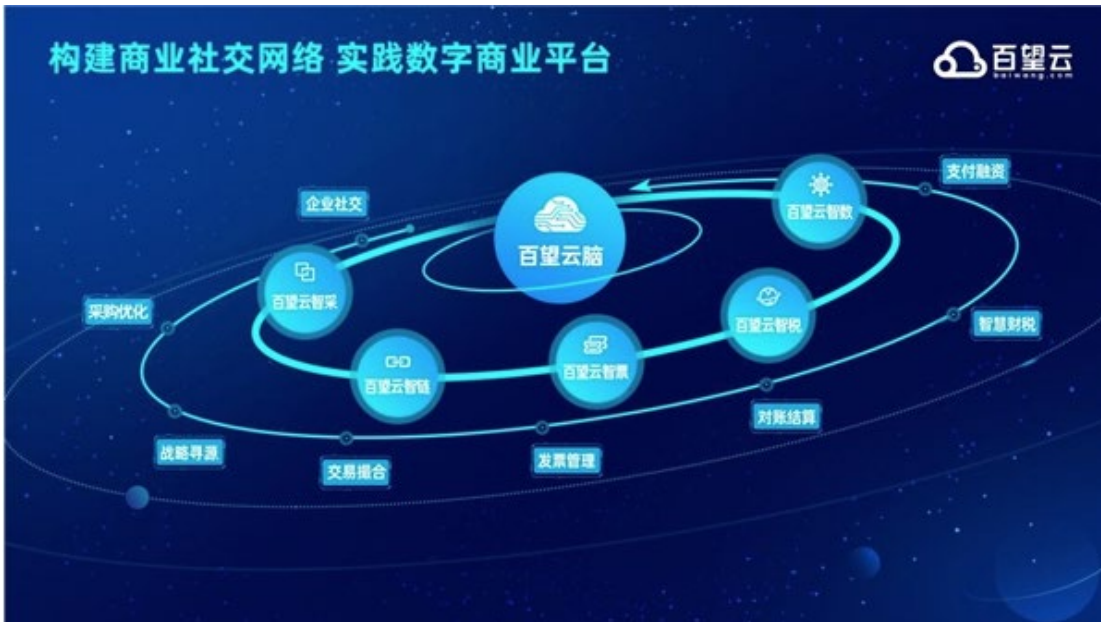 构建商业社交网络 实践数字商业平台
百望云
baiwang.com
支付融资
企业社交
百望云智数
百望云脑
百望云智采
采购优化
百望云智税
智慧财税
百望云智票
百望云智链
对账结算
战略寻源
交易撮合
发票管理